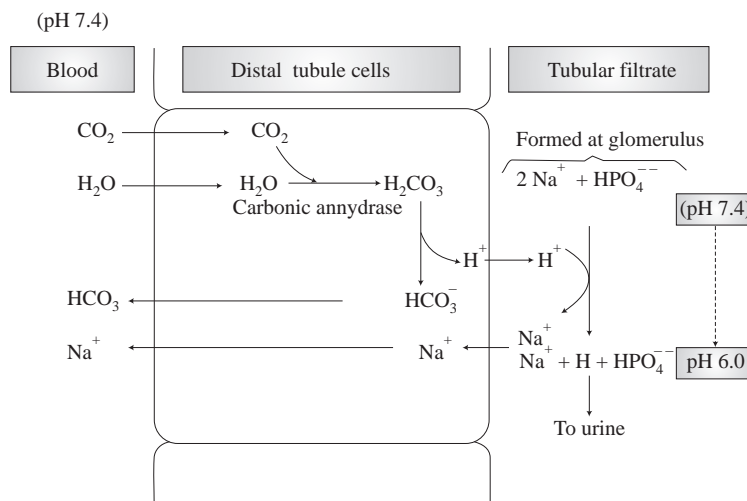 (pH 7.4)
Blood Distal tubule cells Tubular filtrate
CO₂ CO₂ Formed at glomerulus
H₂O H₂O H₂CO₃ 2 Na⁺ + HPO₄⁻⁻
Carbonic annydrase (pH 7.4)
H⁺ H⁺
HCO₃ HCO₃⁻
Na⁺
Na⁺ Na⁺ Na⁺ + H + HPO₄⁻⁻ pH 6.0
To urine